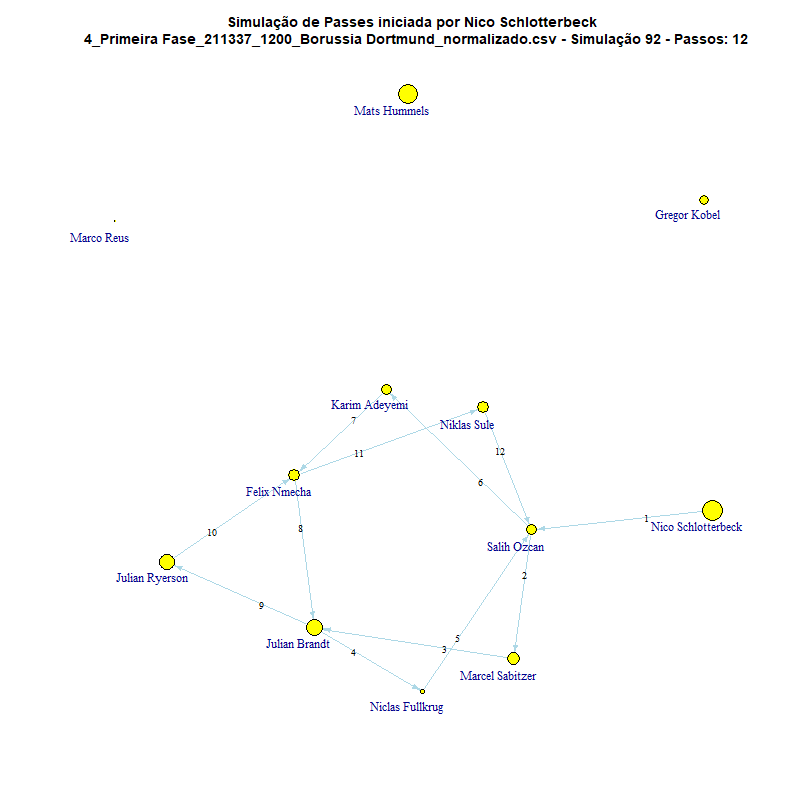 Simulação de Passes iniciada por Nico Schlotterbeck
4_Primeira Fase_211337_1200_Borussia Dortmund_normalizado.csv - Simulação 92 - Passos: 12
Mats Hummels
Gregor Kobel
Marco Reus
Karim Adeyemi
7
Niklas Sule
11
12
6
Felix Nmecha
1
Nico Schlotterbeck
8
10
Salih Ozcan
2
Julian Ryerson
9
5
Julian Brandt
3
4
Marcel Sabitzer
Niclas Fullkrug